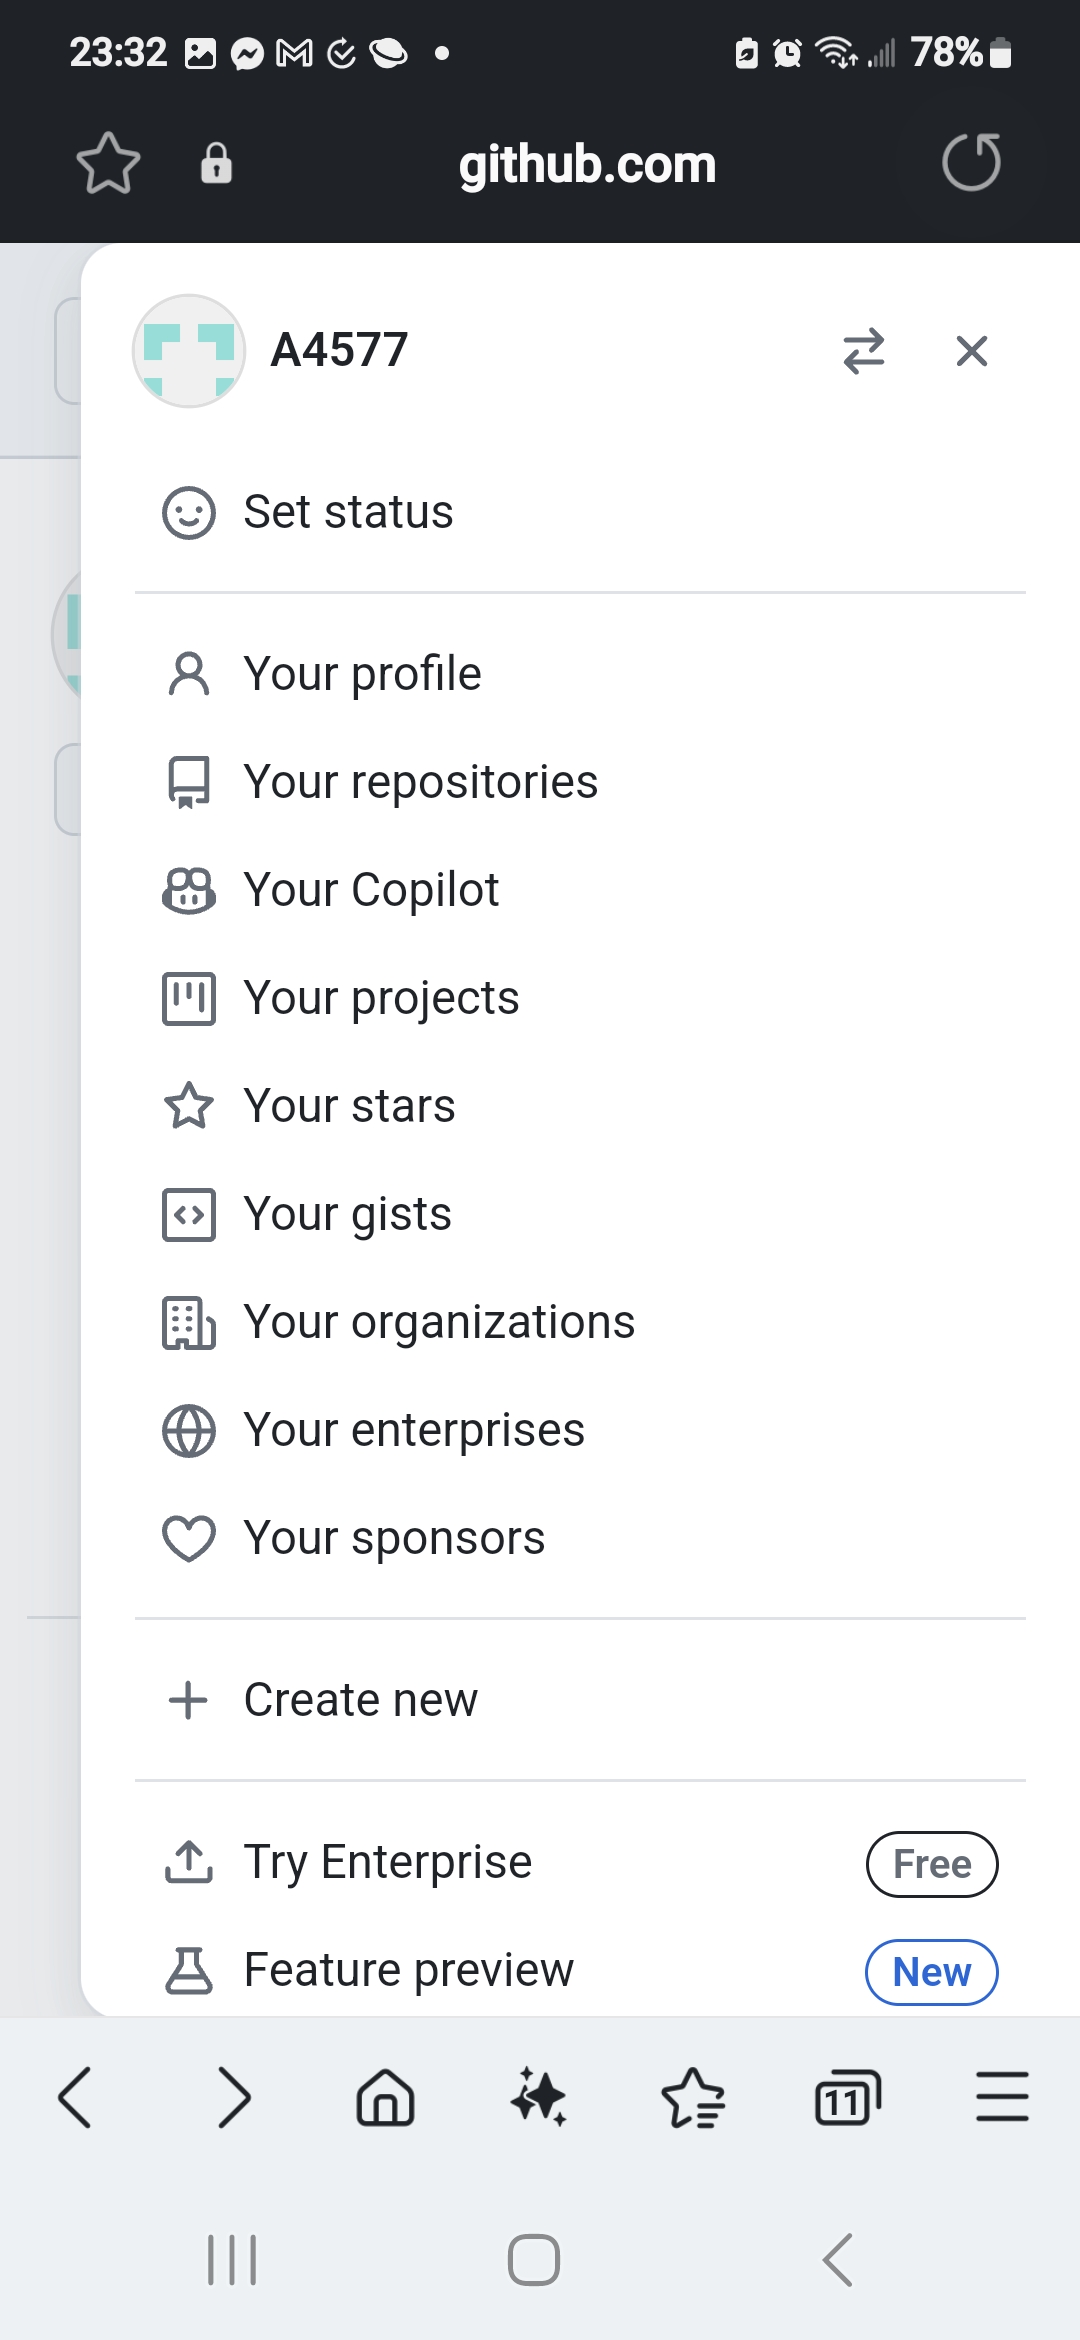 23:32
78%
github.com
A4577
Set status
Your profile
Your repositories
Your Copilot
Your projects
Your stars
Your gists
Your organizations
Your enterprises
Your sponsors
Create new
Try Enterprise Free
Feature preview New
11